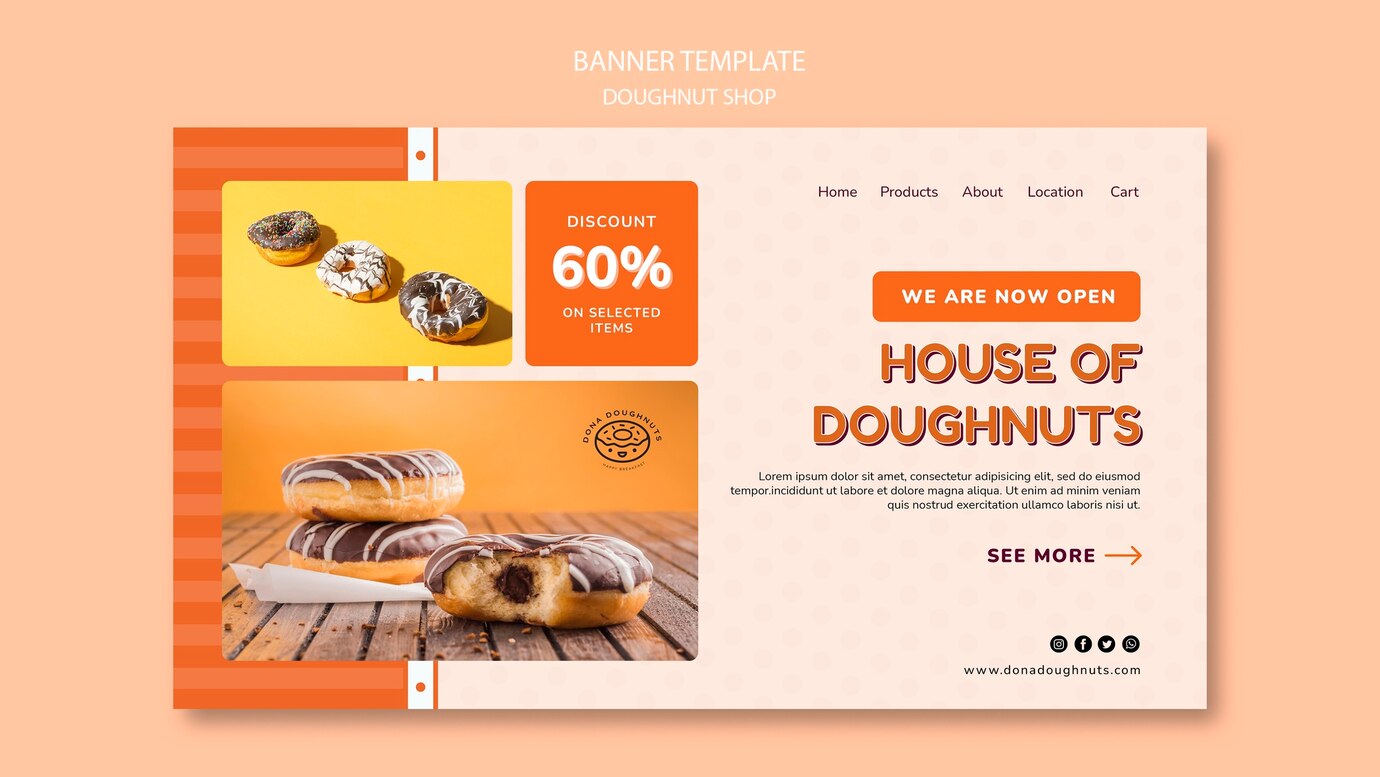 BANNER TEMPLATE
DOUGHNUT SHOP
Home Products About Location Cart
DISCOUNT
60%
ON SELECTED
ITEMS
WE ARE NOW OPEN
HOUSE OF
DOUGHNUTS
DONA DOUGHNUTS
HAPPY BREAKFAST
Lorem ipsum dolor sit amet, consectetur adipisicing elit, sed do eiusmod
tempor.incididunt ut labore et dolore magna aliqua. Ut enim ad minim veniam
quis nostrud exercitation ullamco laboris nisi ut.
SEE MORE
www.donadoughnuts.com